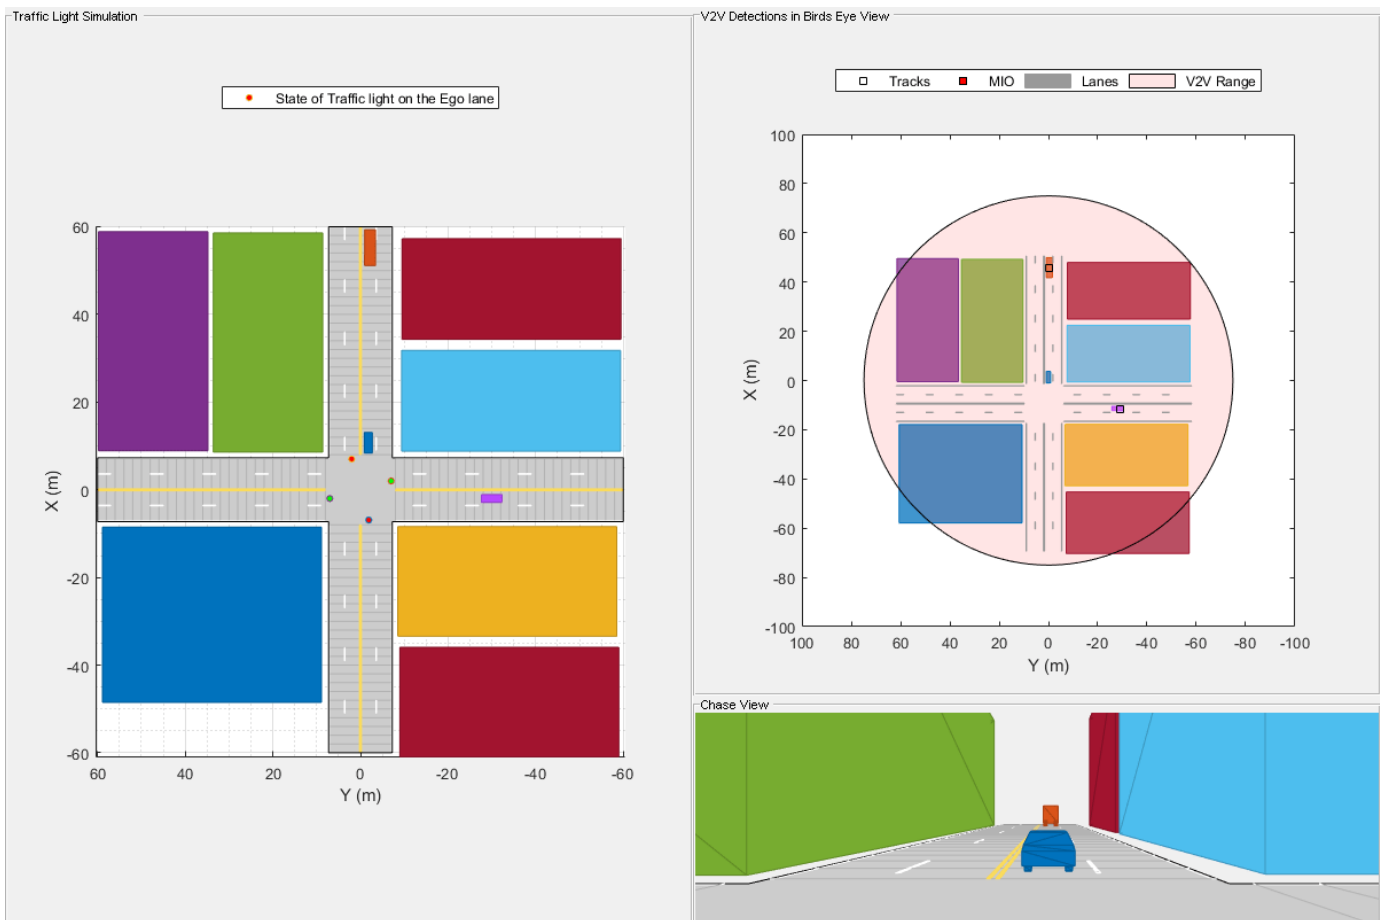 Traffic Light Simulation
State of Traffic light on the Ego lane
60
40
20
0
-20
-40
-60
X (m)
60
40
20
0
-20
-40
-60
Y (m)
V2V Detections in Birds Eye View
Tracks MIO Lanes V2V Range
100
80
60
40
20
0
-20
-40
-60
-80
-100
X (m)
100 80 60 40 20 0 -20 -40 -60 -80 -100
Y (m)
Chase View